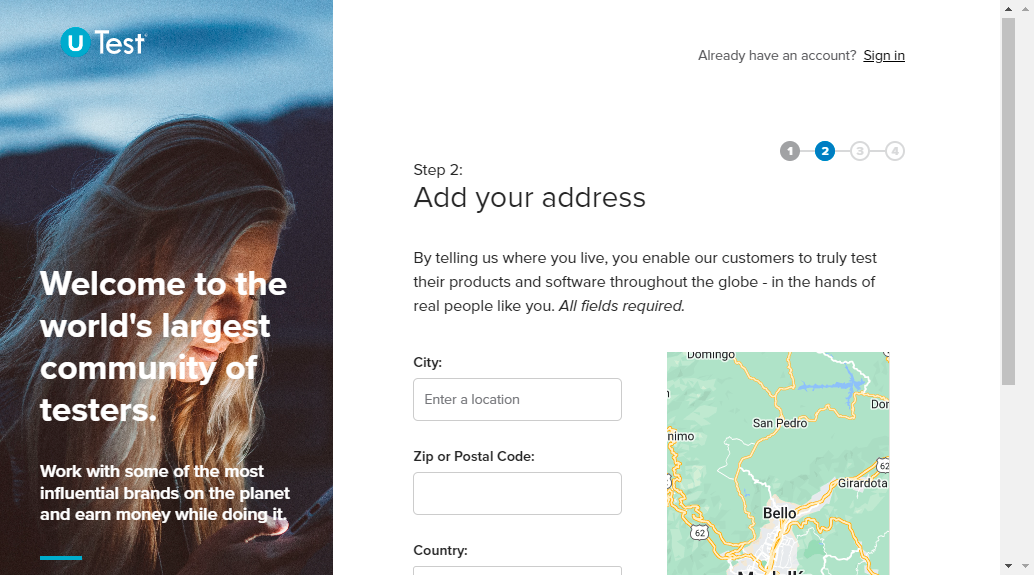 U Test
Already have an account? Sign in
1 2 3 4
Step 2:
Add your address
By telling us where you live, you enable our customers to truly test
their products and software throughout the globe - in the hands of
real people like you. All fields required.
Welcome to the
world's largest
community of
testers.
Work with some of the most
influential brands on the planet
and earn money while doing it.
City:
Enter a location
Zip or Postal Code:
Country:
Domingo
San Pedro
62
Girardota
Bello
62